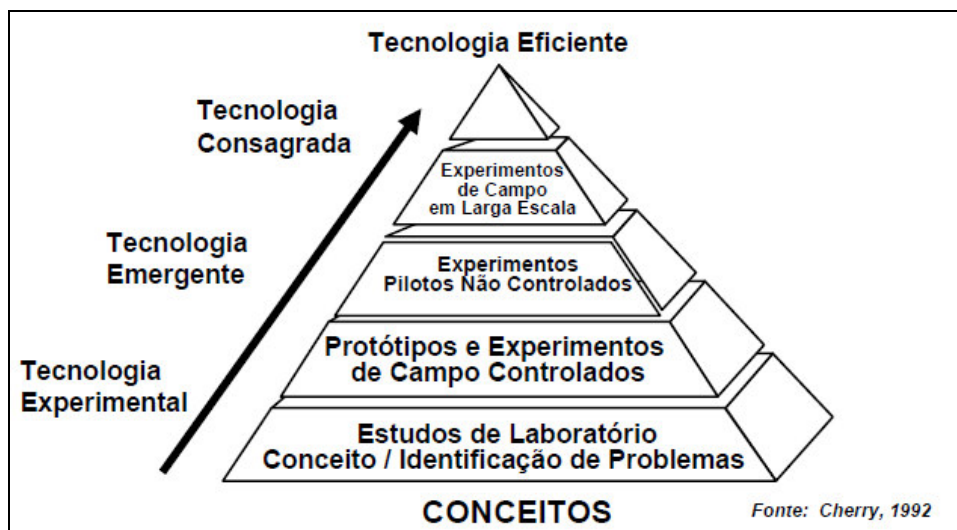 Tecnologia Eficiente
Tecnologia
Consagrada
Experimentos
de Campo
em Larga Escala
Tecnologia
Emergente
Experimentos
Pilotos Não Controlados
Protótipos e Experimentos
de Campo Controlados
Tecnologia
Experimental
Estudos de Laboratório
Conceito / Identificação de Problemas
CONCEITOS
Fonte: Cherry, 1992